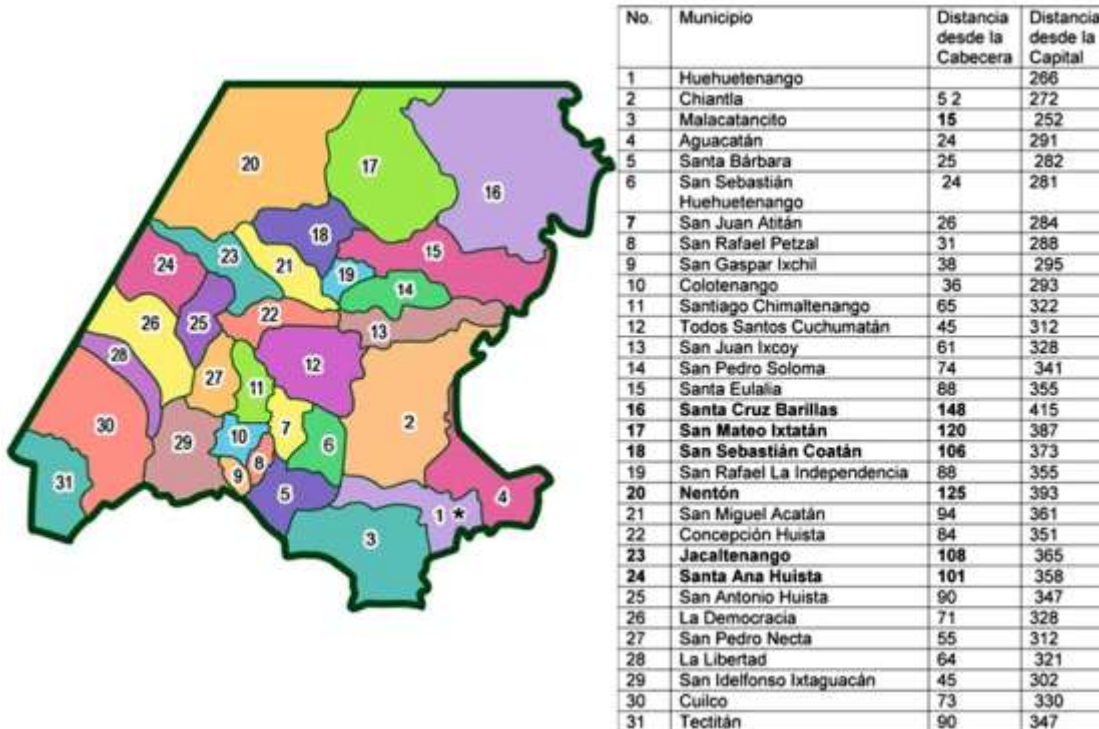 20
17
16
18
15
23
21
24
19
14
22
13
26
25
28
12
27
11
2
30
10
7
6
29
8
9
31
5
4
1 *
3
No. Municipio Distancia desde la Cabecera Distancia desde la Capital
1 Huehuetenango 266
2 Chiantla 5 2 272
3 Malacatancito 15 252
4 Aguacatán 24 291
5 Santa Bárbara 25 282
6 San Sebastián Huehuetenango 24 281
7 San Juan Atitán 26 284
8 San Rafael Petzal 31 288
9 San Gaspar Ixchil 38 295
10 Colotenango 36 293
11 Santiago Chimaltenango 65 322
12 Todos Santos Cuchumatán 45 312
13 San Juan Ixcoy 61 328
14 San Pedro Soloma 74 341
15 Santa Eulalia 88 355
16 Santa Cruz Barillas 148 415
17 San Mateo Ixtatán 120 387
18 San Sebastián Coatán 106 373
19 San Rafael La Independencia 88 355
20 Nentón 125 393
21 San Miguel Acatán 94 361
22 Concepción Huista 84 351
23 Jacaltenango 108 365
24 Santa Ana Huista 101 358
25 San Antonio Huista 90 347
26 La Democracia 71 328
27 San Pedro Necta 55 312
28 La Libertad 64 321
29 San Idelfonso Ixtaguacán 45 302
30 Cuilco 73 330
31 Tectitán 90 347